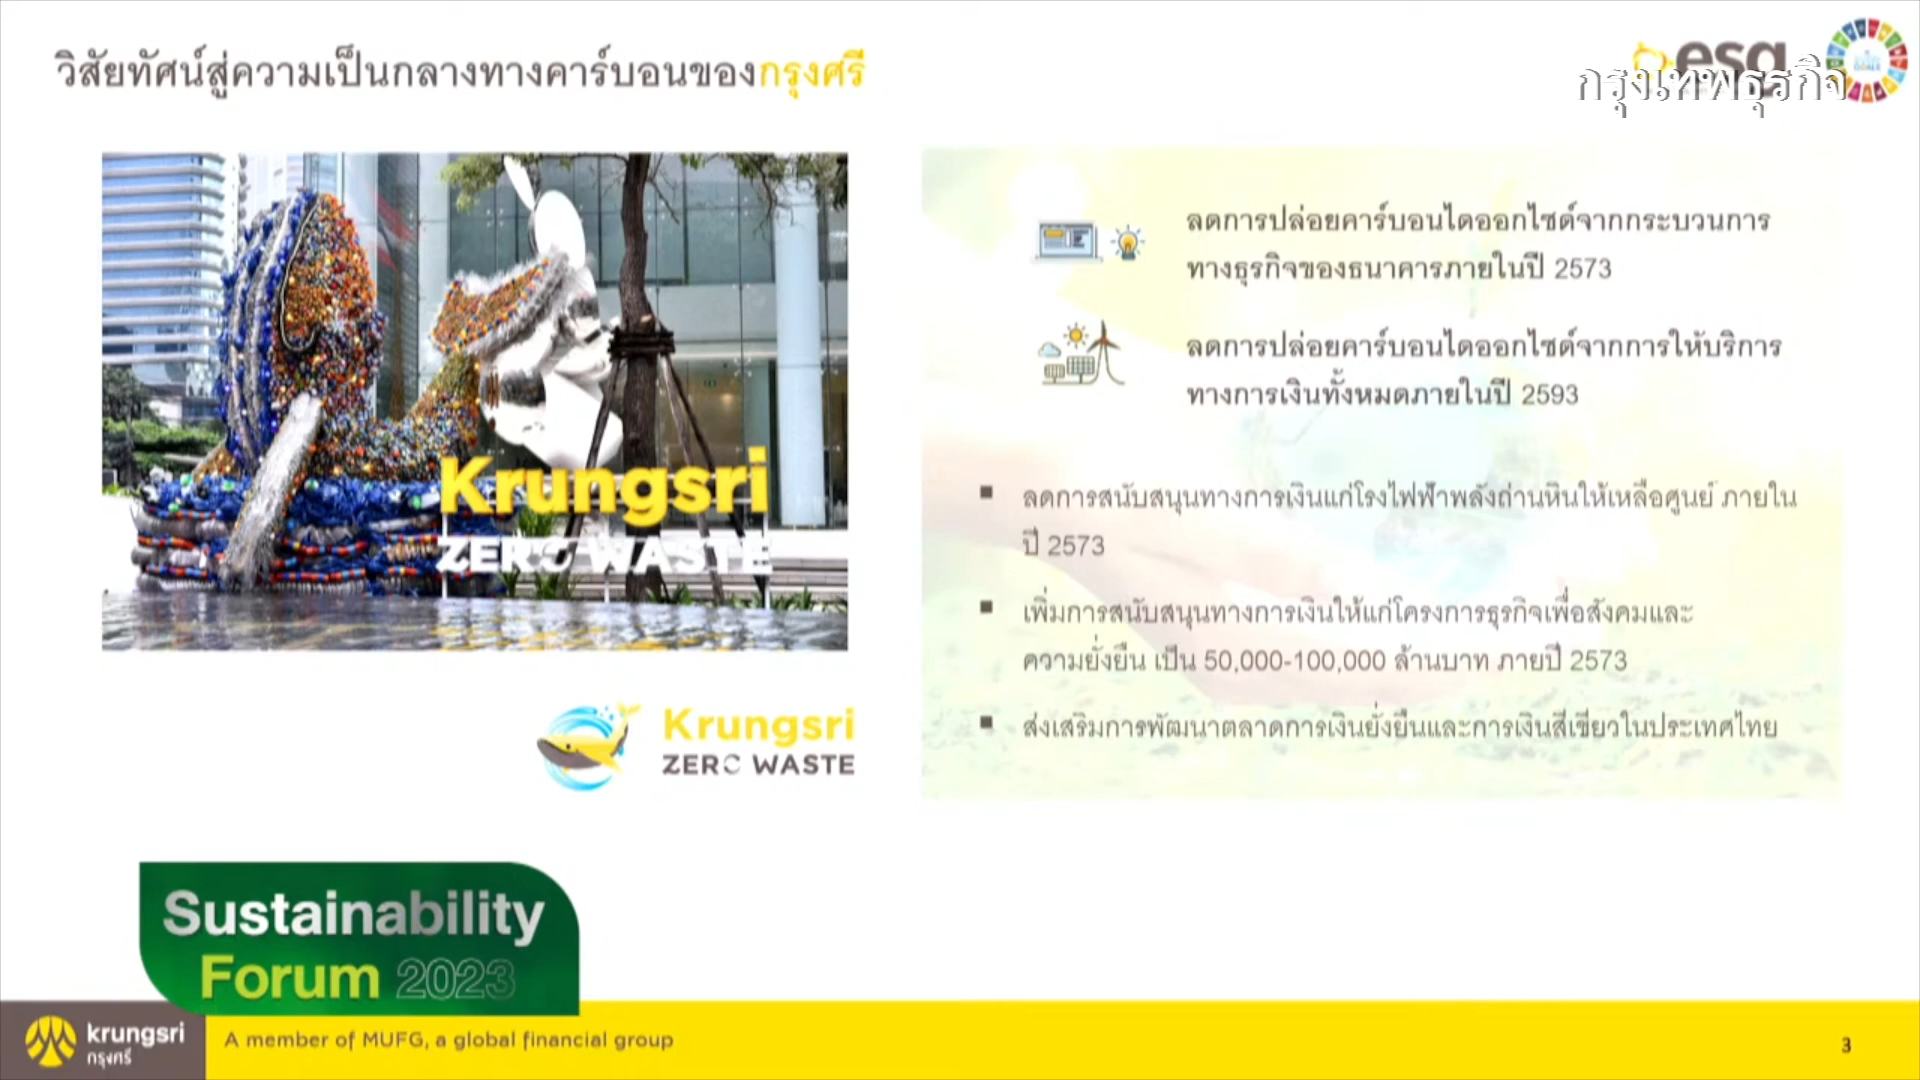 วิสัยทัศน์สู่ความเป็นกลางทางคาร์บอนของกรุงศรี
esg
กรุงเทพธุรกิจ
ลดการปล่อยคาร์บอนไดออกไซด์จากกระบวนการ
ทางธุรกิจของธนาคารภายในปี 2573
ลดการปล่อยคาร์บอนไดออกไซด์จากการให้บริการ
ทางการเงินทั้งหมดภายในปี 2593
▪ ลดการสนับสนุนทางการเงินแก่โรงไฟฟ้าพลังถ่านหินให้เหลือศูนย์ ภายใน
ปี 2573
▪ เพิ่มการสนับสนุนทางการเงินให้แก่โครงการธุรกิจเพื่อสังคมและ
ความยั่งยืน เป็น 50,000-100,000 ล้านบาท ภายปี 2573
▪ ส่งเสริมการพัฒนาตลาดการเงินยั่งยืนและการเงินสีเขียวในประเทศไทย
Krungsri
ZERO WASTE
Krungsri
ZERO WASTE
Sustainability
Forum 2023
krungsri
กรุงศรี
A member of MUFG, a global financial group
3